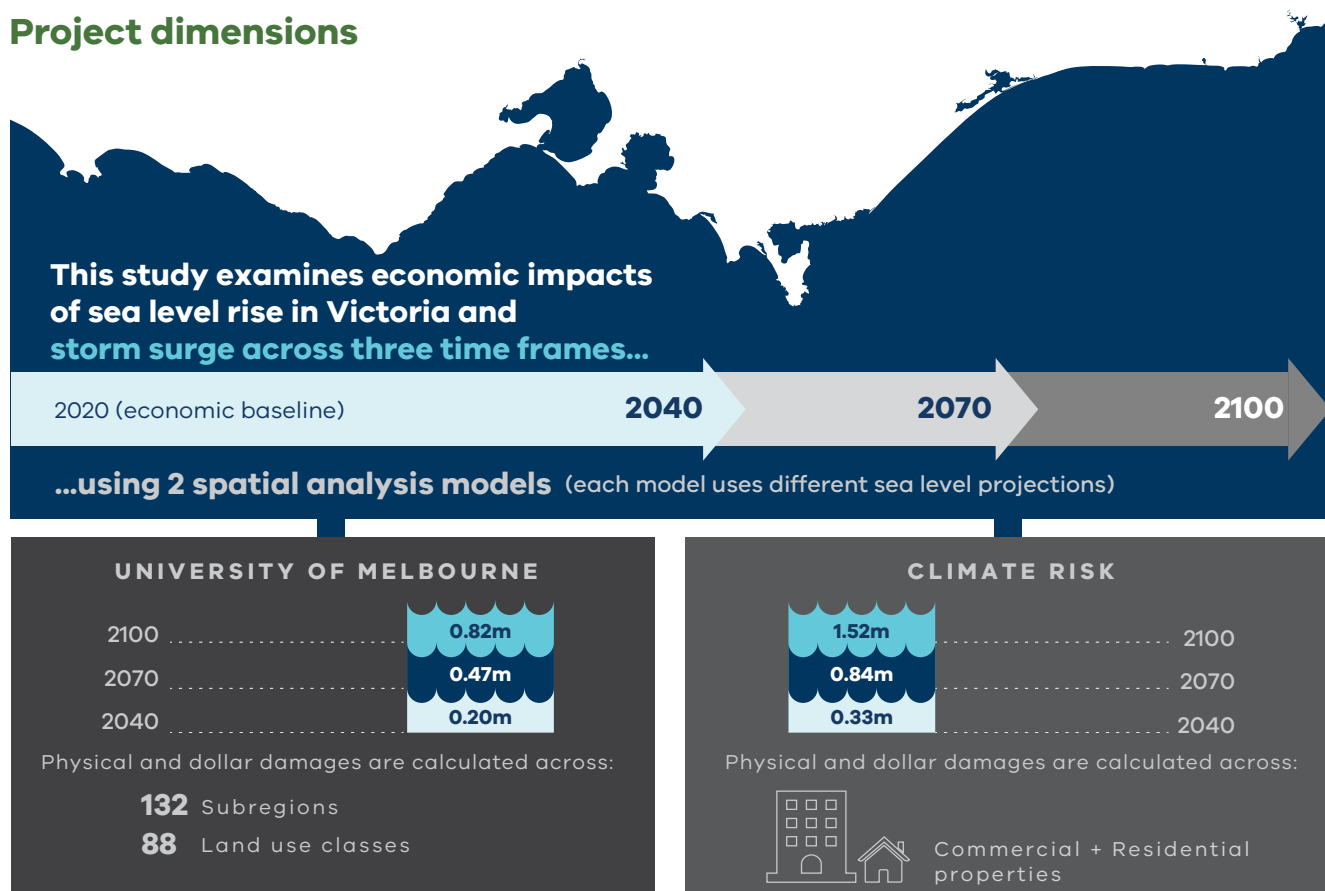 Project dimensions
This study examines economic impacts
of sea level rise in Victoria and
storm surge across three time frames...
2020 (economic baseline)
2040
2070
2100
...using 2 spatial analysis models (each model uses different sea level projections)
UNIVERSITY OF MELBOURNE
2100 0.82m
2070 0.47m
2040 0.20m
Physical and dollar damages are calculated across:
132 Subregions
88 Land use classes
CLIMATE RISK
1.52m 2100
0.84m 2070
0.33m 2040
Physical and dollar damages are calculated across:
Commercial + Residential
properties